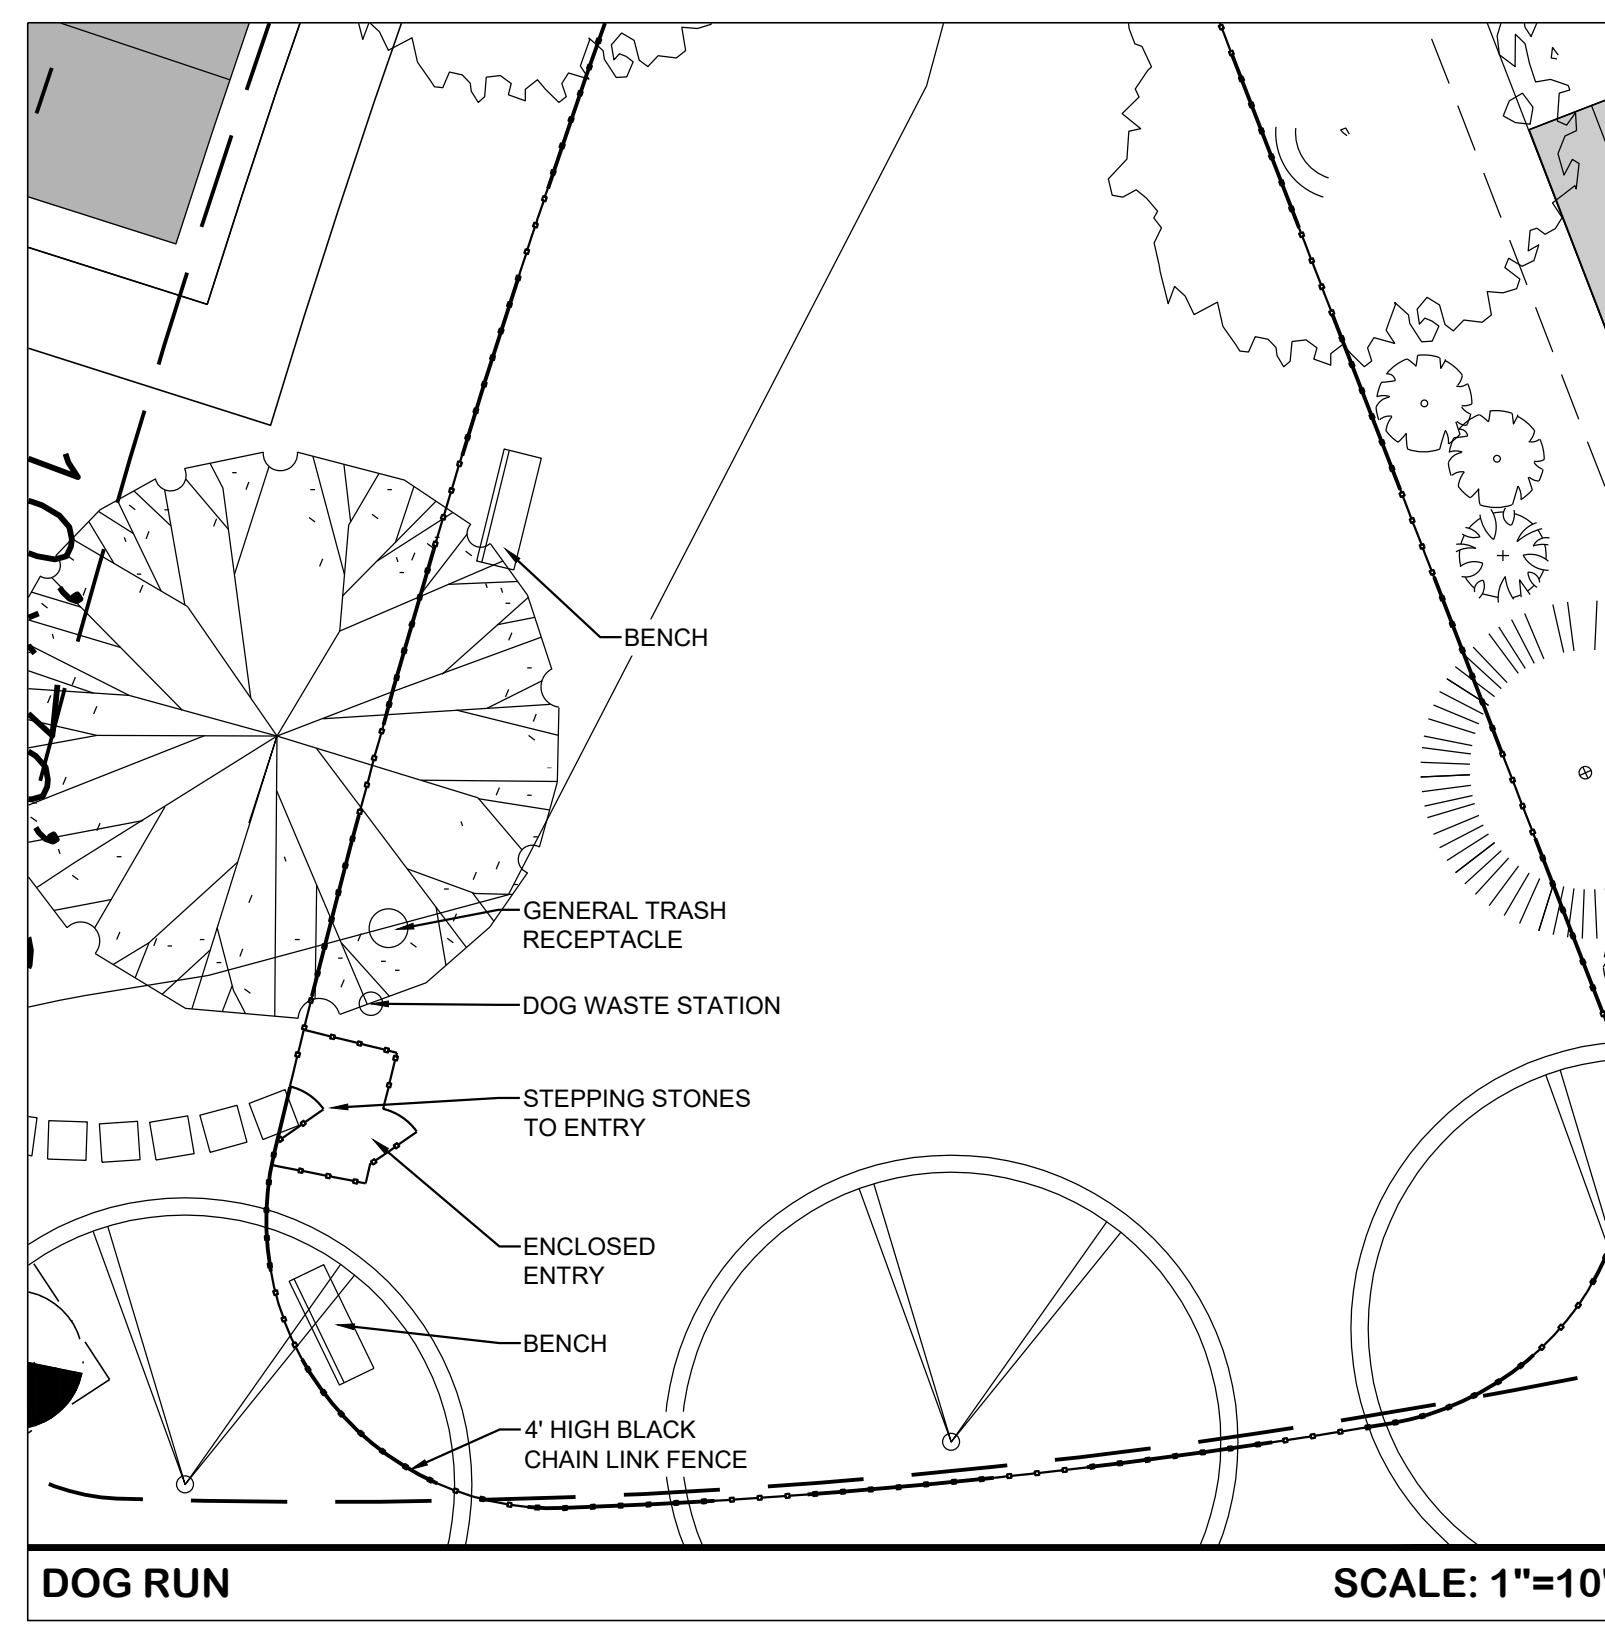 BENCH
GENERAL TRASH
RECEPTACLE
DOG WASTE STATION
STEPPING STONES
TO ENTRY
ENCLOSED
ENTRY
BENCH
4' HIGH BLACK
CHAIN LINK FENCE
DOG RUN
SCALE: 1"=10'